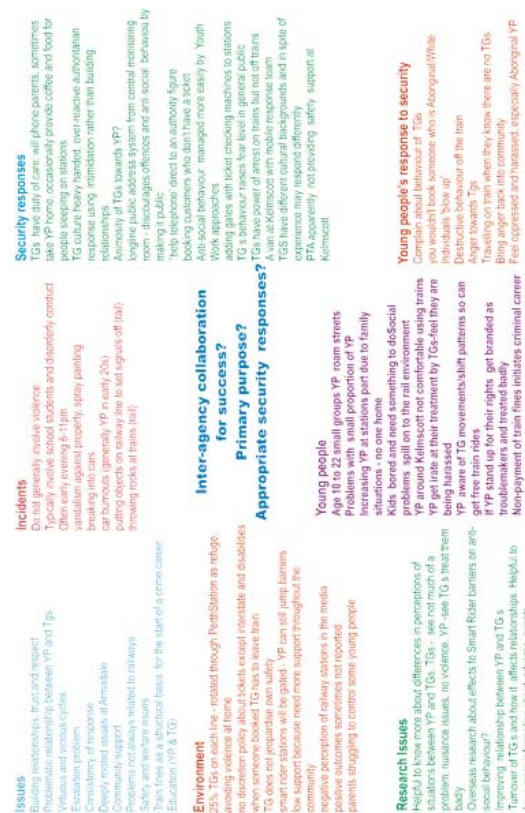 Issues
Building relationships, trust and respect
Problematic relationship between YP and Tgs
Virtuous and vicious cycles
Escalation problem
Consistency of response
Deeply rooted issues at Armadale
Community support
Problems not always related to railways
Safety and welfare issues
Train fines as a structural basis for the start of a crime career
Education (YP & TG)
Incidents
Do not generally involve violence
Typically involve school students and disorderly conduct
Often early evening 6-11pm
vandalism against property, spray painting
breaking into cars
car burnouts (generally YP in early 20s)
putting objects on railway line to set signals off (rail)
throwing rocks at trains (rail)
Security responses
TGs have duty of care: will phone parents, sometimes
take YP home: occasionally provide coffee and food for
people sleeping on stations
TG culture heavy handed, over-reactive authoritarian
response using intimidation rather than building
relationships.
Animosity of TGs towards YP?
longline public address system from central monitoring
room - discourages offences and anti-social behaviou by
making it public
'help telephone' direct to an authority figure
booking customers who don't have a ticket
Anti-social behaviour managed more easily by Youth
Work approaches
adding gates with ticket checking machines to stations
TG s behaviour raises fear level in general public
TGs have power of arrest on trains but not off trains
A van at Kelmscott with mobile response team
TGS have different cultural backgrounds and in spite of
experience may respond differently
PTA apparently not providing safety support at
Kelmscott
Environment
25% TGs on each line - rotated through PerthStation as refuge:
avoiding violence at home
no discretion policy about tickets except interstate and disabilities
when someone booked TG has to leave train
TG does not jeopardise own safety
smart rider stations will be gated - YP can still jump barriers
low support because need more support throughout the
community
negative perception of railway stations in the media
positive outcomes sometimes not reported
parents struggling to control some young people
Inter-agency collaboration
for success?
Primary purpose?
Appropriate security responses?
Research Issues
Helpful to know more about differences in perceptions of
situations between YP and TGs. TGs - see not much of a
problem, nuisance issues, no violence. YP -see TG s treat them
badly
Overseas research about effects to Smart Rider barriers on anti-
social behaviour?
Improving relationship between YP and TG s
Turnover of TG s and how it affects relationships Helpful to
Young people
Age 10 to 22 small groups YP roam streets
Problems with small proportion of YP
Increasing YP at stations part due to family
situations - no one home
Kids bored and need something to doSocial
problems spill on to the rail environment
YP around Kelmscott not comfortable using trains
YP get irate at their treatment by TGs-feel they are
being harassed
YP aware of TG movements/shift patterns so can
get free train rides
If YP stand up for their rights get branded as
troublemakers and treated badly
Non-payment of train fines initiates criminal career
Young people's response to security
Complain about behaviour of TGs
you wouldn't book someone who is Aboriginal/White
individuals 'blow up'
Destructive behaviour off the train
Anger towards Tgs
Travelling on train when they know there are no TGs
Bring anger back into community
Feel oppressed and harassed, especially Aboriginal YP